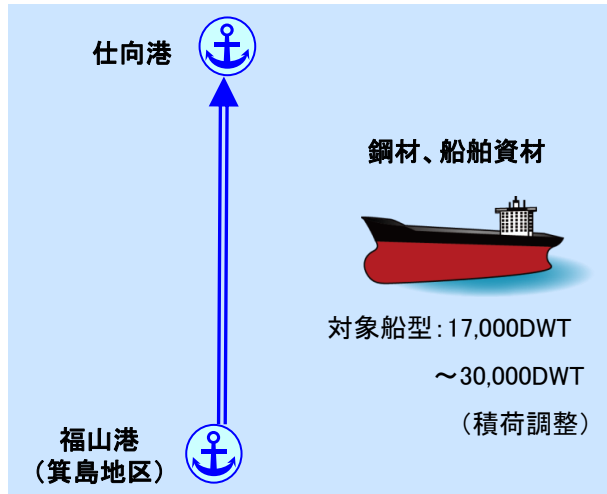 仕向港
鋼材、船舶資材
対象船型：17,000DWT
～30,000DWT
（積荷調整）
福山港
（箕島地区）